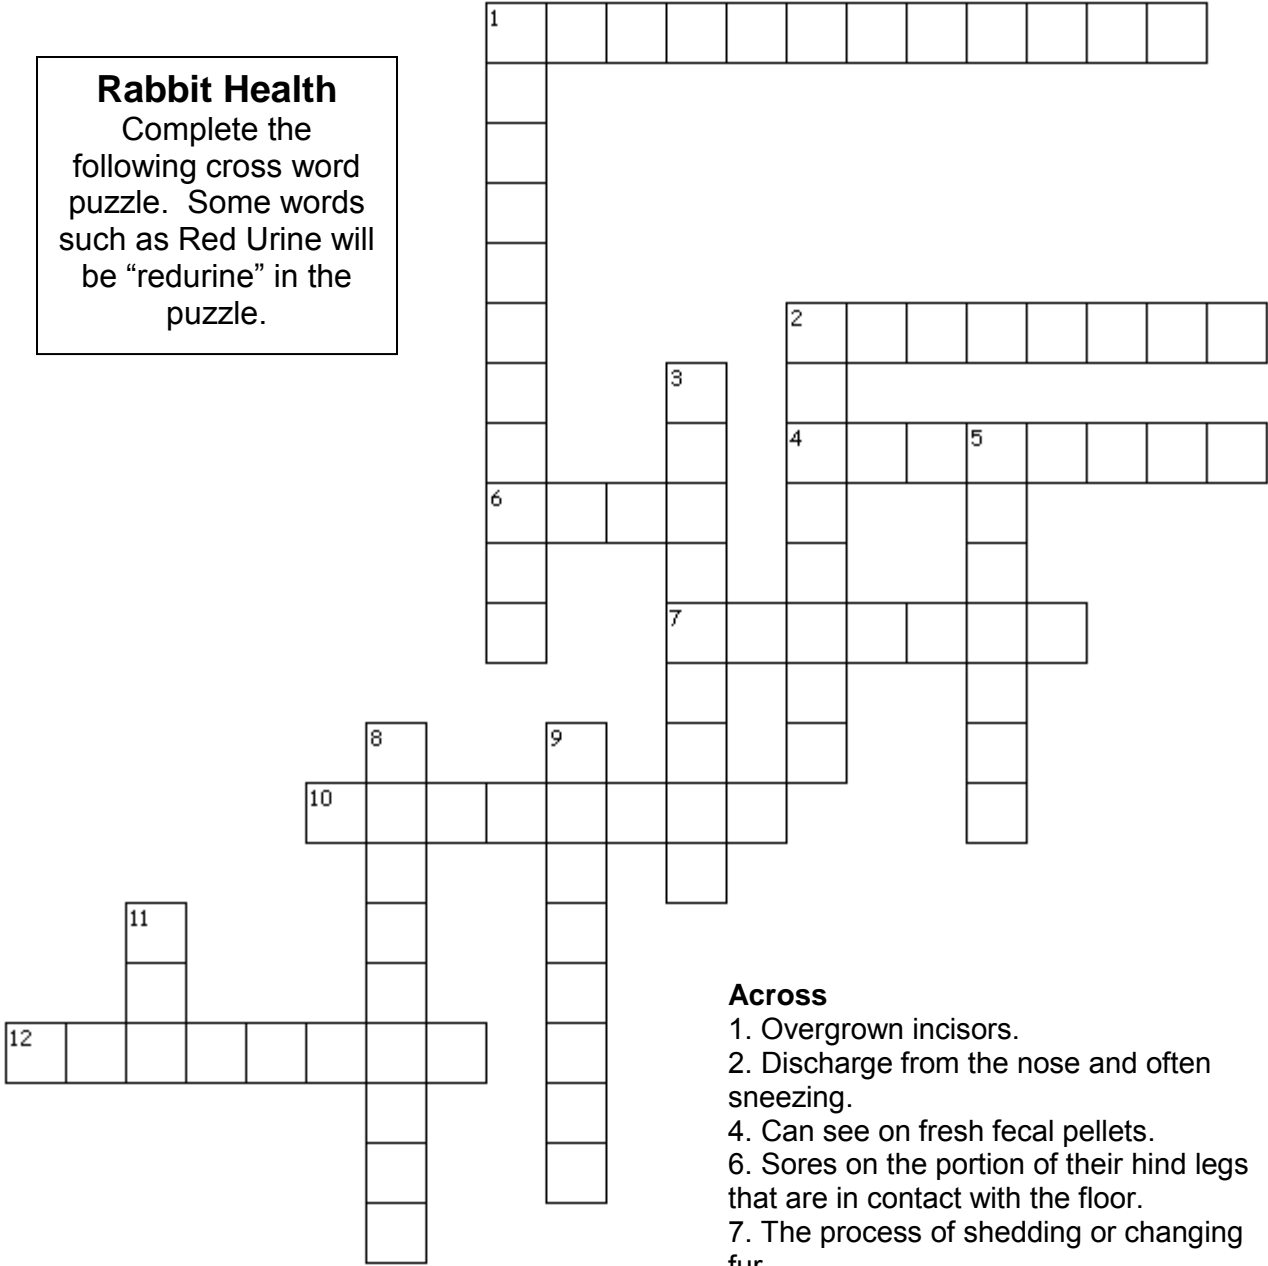 1
Rabbit Health
Complete the
following cross word
puzzle. Some words
such as Red Urine will
be “redurine” in the
puzzle.
2
3
4 5
6
7
8 9
10
11
12
Across
1. Overgrown incisors.
2. Discharge from the nose and often
sneezing.
4. Can see on fresh fecal pellets.
6. Sores on the portion of their hind legs
that are in contact with the floor.
7. The process of shedding or changing
fur